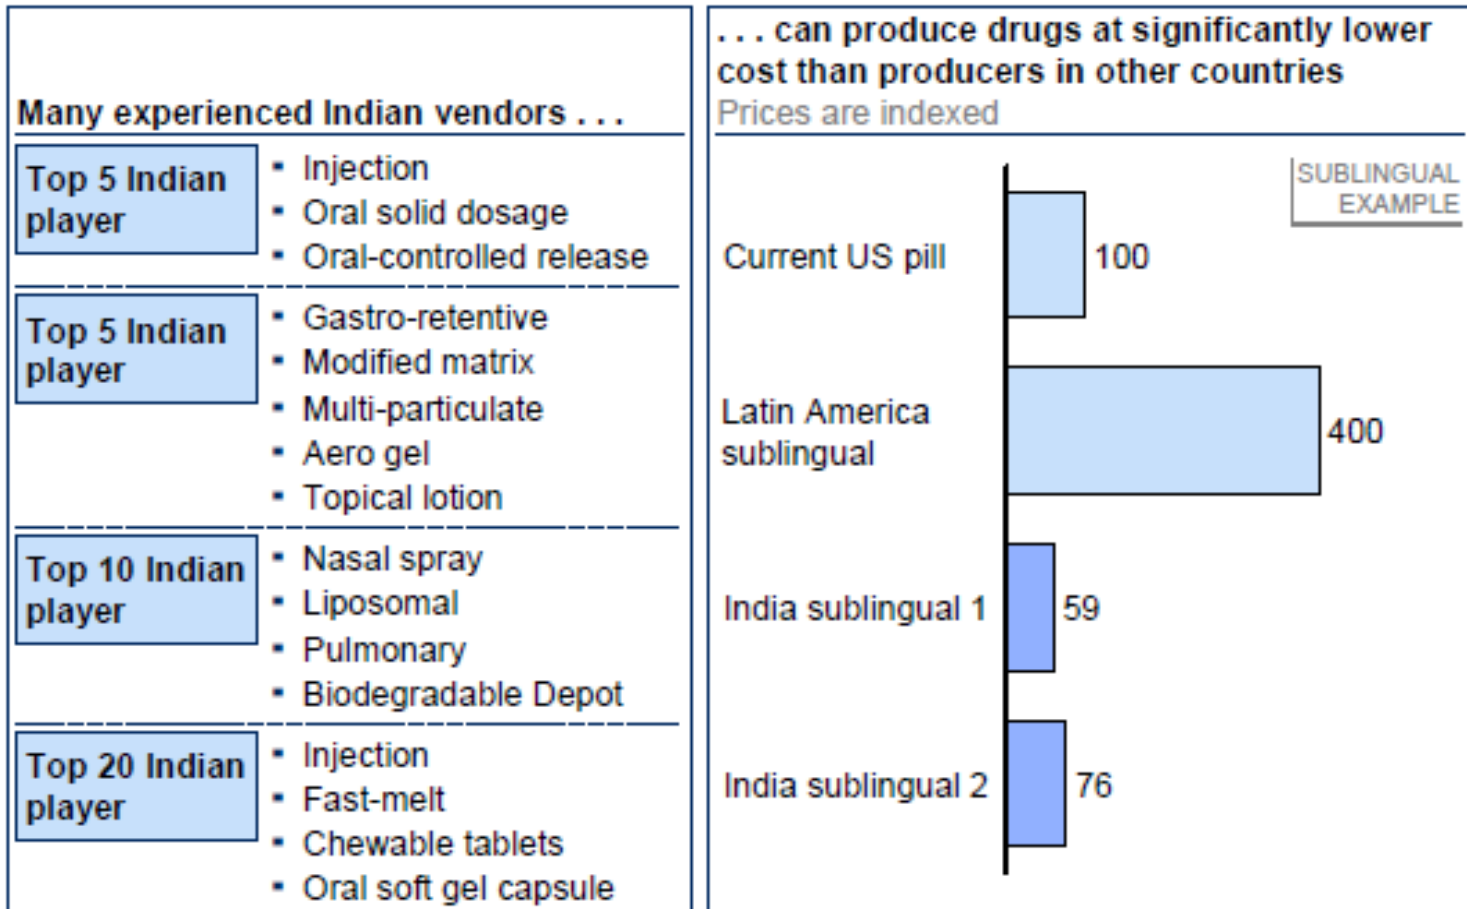 Many experienced Indian vendors . . .
Top 5 Indian
player
▪ Injection
▪ Oral solid dosage
▪ Oral-controlled release
Top 5 Indian
player
▪ Gastro-retentive
▪ Modified matrix
▪ Multi-particulate
▪ Aero gel
▪ Topical lotion
Top 10 Indian
player
▪ Nasal spray
▪ Liposomal
▪ Pulmonary
▪ Biodegradable Depot
Top 20 Indian
player
▪ Injection
▪ Fast-melt
▪ Chewable tablets
▪ Oral soft gel capsule
. . . can produce drugs at significantly lower
cost than producers in other countries
Prices are indexed
SUBLINGUAL
EXAMPLE
Current US pill
100
Latin America
sublingual
400
India sublingual 1
59
India sublingual 2
76